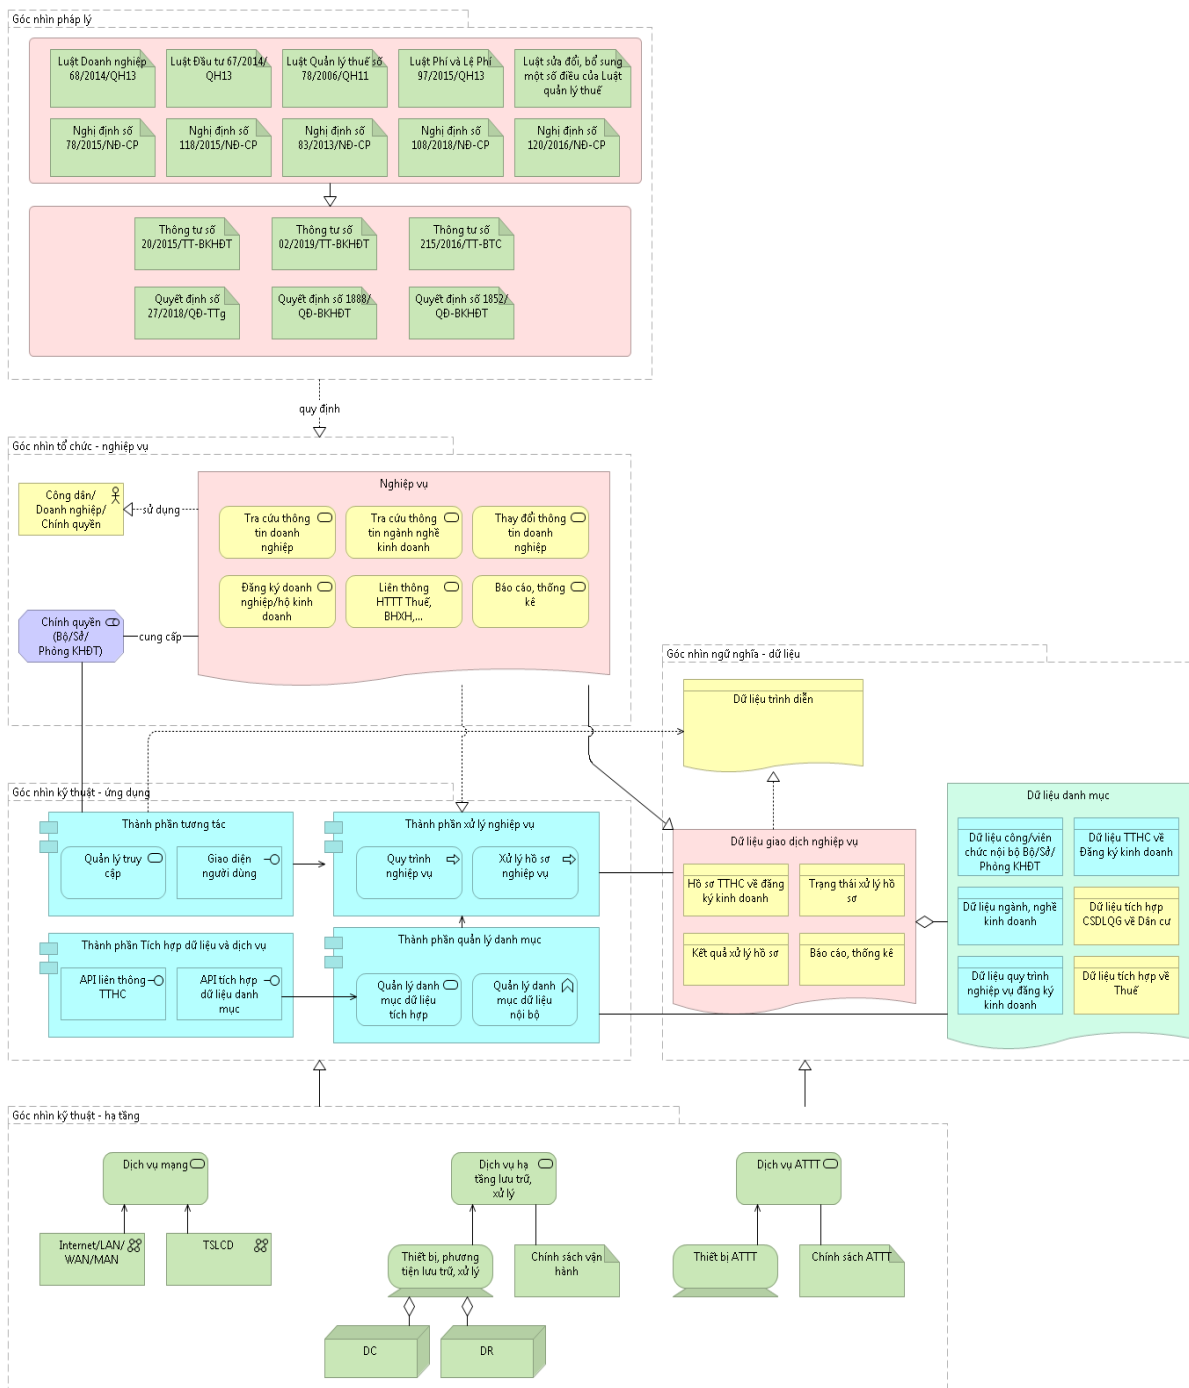 Góc nhìn pháp lý
Luật Doanh nghiệp
68/2014/QH13
Luật Đầu tư 67/2014/
QH13
Luật Quản lý thuế số
78/2006/QH11
Luật Phí và Lệ Phí
97/2015/QH13
Luật sửa đổi, bổ sung
một số điều của Luật
quản lý thuế
Nghị định số
78/2015/NĐ-CP
Nghị định số
118/2015/NĐ-CP
Nghị định số
83/2013/NĐ-CP
Nghị định số
108/2018/NĐ-CP
Nghị định số
120/2016/NĐ-CP
Thông tư số
20/2015/TT-BKHĐT
Thông tư số
02/2019/TT-BKHĐT
Thông tư số
215/2016/TT-BTC
Quyết định số
27/2018/QĐ-TTg
Quyết định số 1888/
QĐ-BKHĐT
Quyết định số 1852/
QĐ-BKHĐT
quy định
Góc nhìn tổ chức - nghiệp vụ
Công dân/
Doanh nghiệp/
Chính quyền
sử dụng
Nghiệp vụ
Tra cứu thông
tin doanh
nghiệp
Tra cứu thông
tin ngành nghề
kinh doanh
Thay đổi thông
tin doanh
nghiệp
Đăng ký doanh
nghiệp/hộ kinh
doanh
Liên thông
HTTT Thuế,
BHXH,...
Báo cáo, thống
kê
Chính quyền
(Bộ/Sở/
Phòng KHĐT)
cung cấp
Góc nhìn ngữ nghĩa - dữ liệu
Dữ liệu trình diễn
Góc nhìn kỹ thuật - ứng dụng
Thành phần tương tác
Quản lý truy
cập
Giao diện
người dùng
Thành phần xử lý nghiệp vụ
Quy trình
nghiệp vụ
Xử lý hồ sơ
nghiệp vụ
Thành phần Tích hợp dữ liệu và dịch vụ
API liên thông
TTHC
API tích hợp
dữ liệu danh
mục
Thành phần quản lý danh mục
Quản lý danh
mục dữ liệu
tích hợp
Quản lý danh
mục dữ liệu
nội bộ
Dữ liệu giao dịch nghiệp vụ
Hồ sơ TTHC về đăng
ký kinh doanh
Trạng thái xử lý hồ
sơ
Kết quả xử lý hồ sơ
Báo cáo, thống kê
Dữ liệu danh mục
Dữ liệu công/viên
chức nội bộ Bộ/Sở/
Phòng KHĐT
Dữ liệu TTHC về
Đăng ký kinh doanh
Dữ liệu ngành, nghề
kinh doanh
Dữ liệu tích hợp
CSDLQG về Dân cư
Dữ liệu quy trình
nghiệp vụ đăng ký
kinh doanh
Dữ liệu tích hợp về
Thuế
Góc nhìn kỹ thuật - hạ tầng
Dịch vụ mạng
Internet/LAN/
WAN/MAN
TSLCD
Dịch vụ hạ
tầng lưu trữ,
xử lý
Thiết bị, phương
tiện lưu trữ, xử lý
Chính sách vận
hành
DC
DR
Dịch vụ ATTT
Thiết bị ATTT
Chính sách ATTT